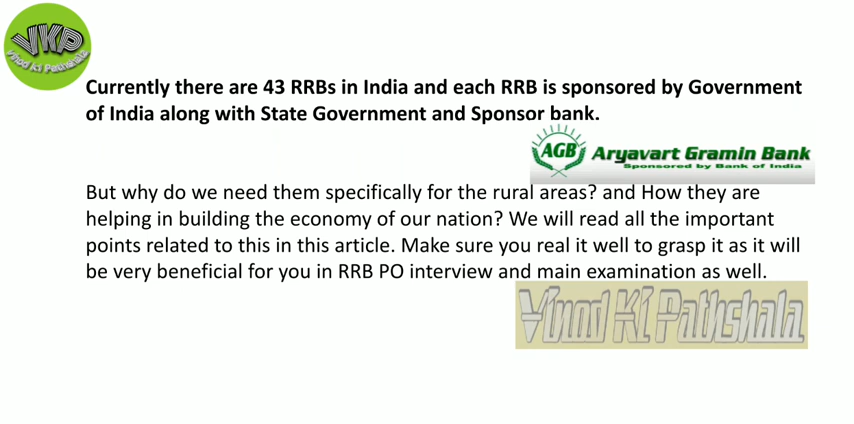 VKP
Vinod Ki Pathshala
Currently there are 43 RRBs in India and each RRB is sponsored by Government
of India along with State Government and Sponsor bank.
AGB Aryavart Gramin Bank
Sponsored by Bank of India
But why do we need them specifically for the rural areas? and How they are
helping in building the economy of our nation? We will read all the important
points related to this in this article. Make sure you real it well to grasp it as it will
be very beneficial for you in RRB PO interview and main examination as well.
Vinod Ki Pathshala